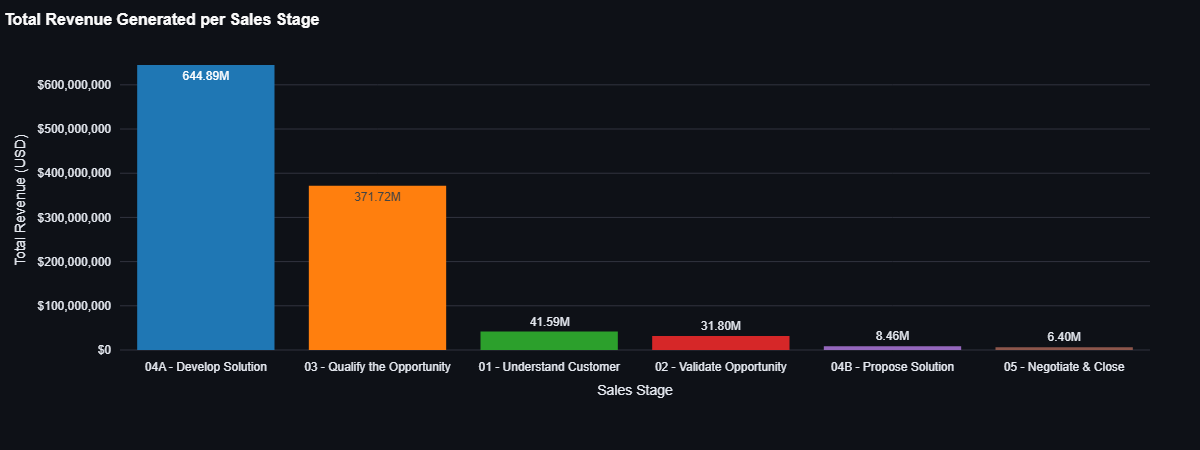 Total Revenue Generated per Sales Stage
$600,000,000
$500,000,000
$400,000,000
$300,000,000
$200,000,000
$100,000,000
$0
Total Revenue (USD)
644.89M
371.72M
41.59M
31.80M
8.46M
6.40M
04A - Develop Solution
03 - Qualify the Opportunity
01 - Understand Customer
02 - Validate Opportunity
04B - Propose Solution
05 - Negotiate & Close
Sales Stage